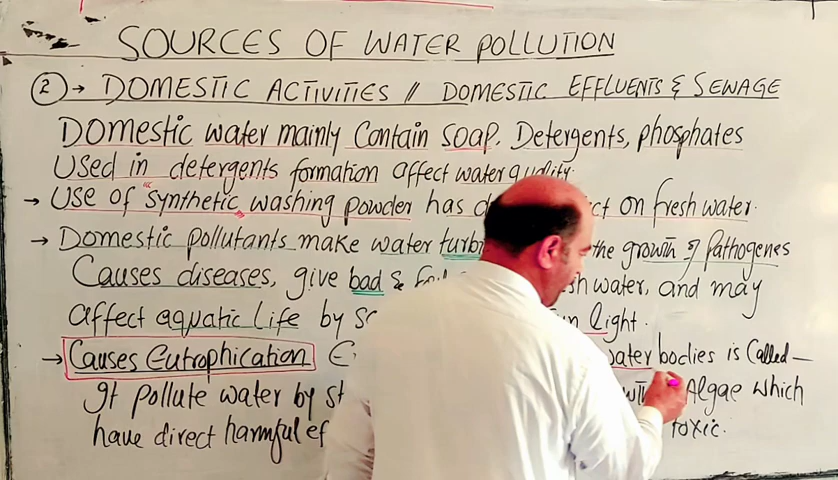 SOURCES OF WATER POLLUTION
② → DOMESTIC ACTIVITIES // DOMESTIC EFFLUENTS & SEWAGE
DOMESTIC water mainly Contain soap. Detergents, phosphates
Used in detergents formation affect water quality.
→ USE OF "Synthetic" washing powder has d ct on fresh water.
→ Domestic pollutants make water turb the growth of Pathogenes
Causes diseases, give bad & sh water, and may
affect aquatic Life by light.
→ Causes Eutrophication water bodies is Called —
It pollute water by st Algae which
have direct harmful ef toxic.